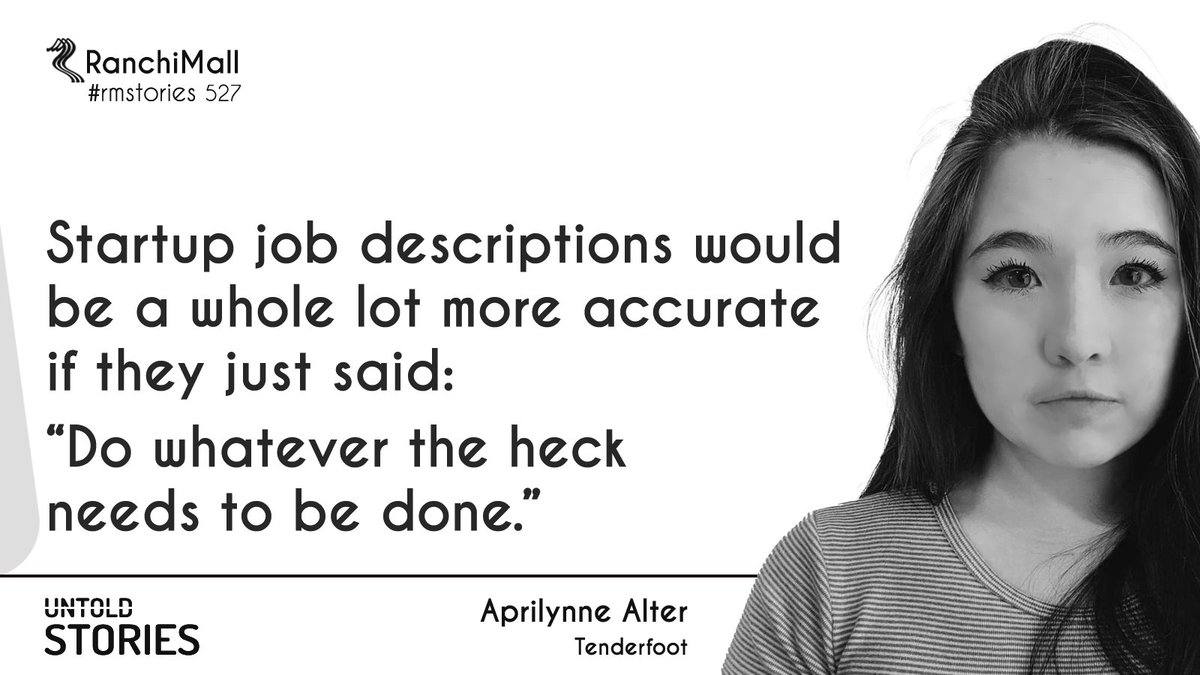 RanchiMall
#rmstories 527
Startup job descriptions would
be a whole lot more accurate
if they just said:
“Do whatever the heck
needs to be done.”
UNTOLD
STORIES
Aprilynne Alter
Tenderfoot